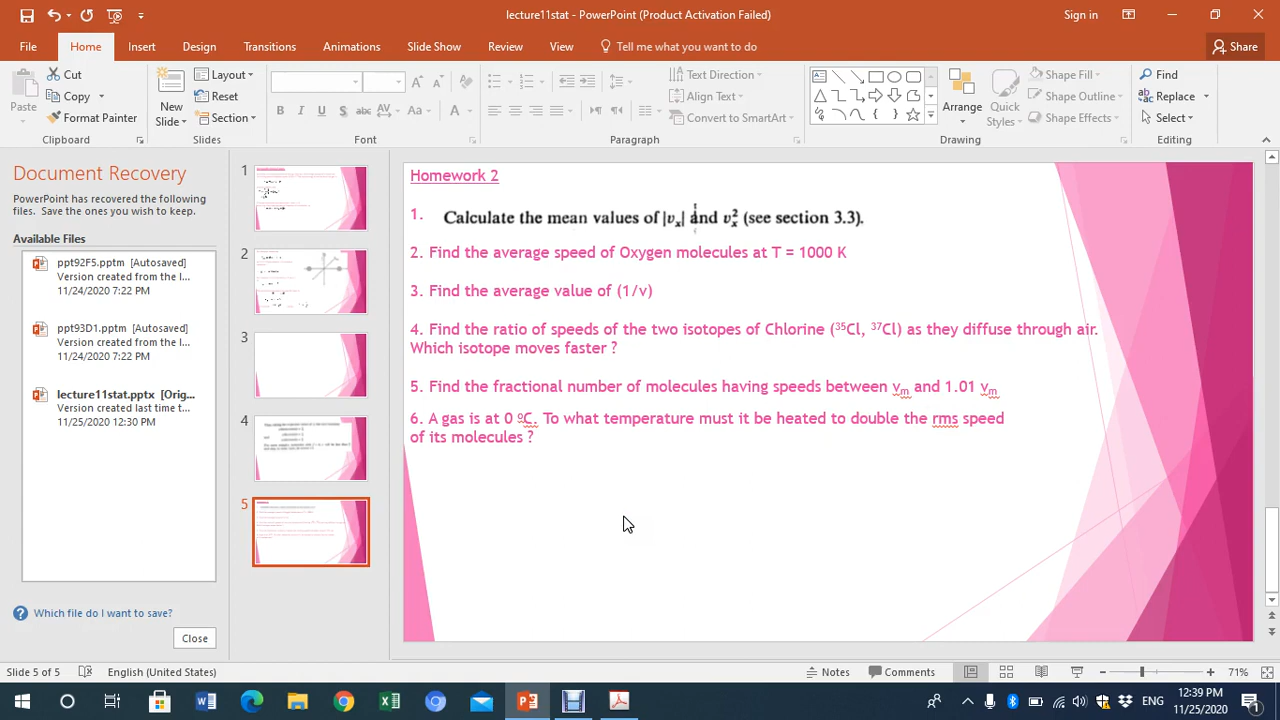 lecture11stat - PowerPoint (Product Activation Failed)
Sign in
File Home Insert Design Transitions Animations Slide Show Review View Tell me what you want to do Share
Paste
Cut
Copy
Format Painter
Clipboard
New Slide
Layout
Reset
Section
Slides
B I U S abc AV Aa A
Font
Paragraph
Text Direction
Align Text
Convert to SmartArt
Arrange
Quick Styles
Shape Fill
Shape Outline
Shape Effects
Drawing
Find
Replace
Select
Editing
Document Recovery
PowerPoint has recovered the following files. Save the ones you wish to keep.
Available Files
ppt92F5.pptm [Autosaved]
Version created from the l...
11/24/2020 7:22 PM
ppt93D1.pptm [Autosaved]
Version created from the l...
11/24/2020 7:22 PM
lecture11stat.pptx [Orig...
Version created last time t...
11/25/2020 12:30 PM
Which file do I want to save?
Close
1
2
3
4
5
Homework 2
1. Calculate the mean values of |vₓ| and vₓ² (see section 3.3).
2. Find the average speed of Oxygen molecules at T = 1000 K
3. Find the average value of (1/v)
4. Find the ratio of speeds of the two isotopes of Chlorine (³⁵Cl, ³⁷Cl) as they diffuse through air.
Which isotope moves faster ?
5. Find the fractional number of molecules having speeds between vₘ and 1.01 vₘ
6. A gas is at 0 ºC. To what temperature must it be heated to double the rms speed
of its molecules ?
Slide 5 of 5 English (United States) Notes Comments 71%
ENG
12:39 PM
11/25/2020